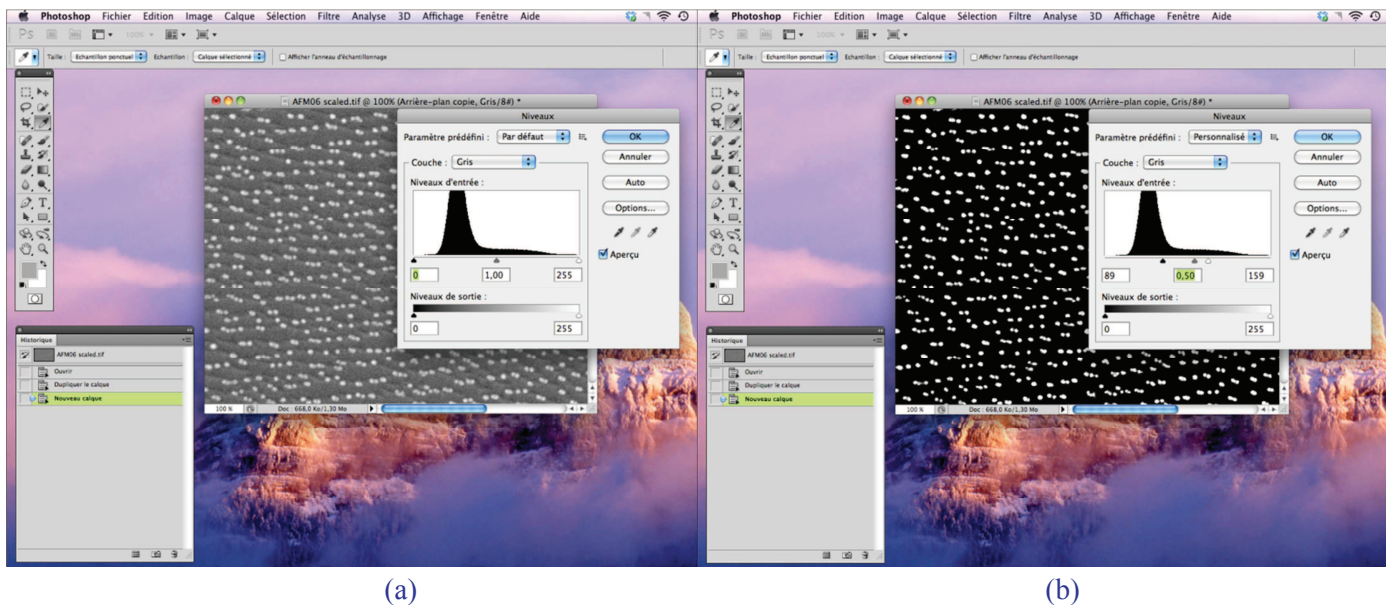 Photoshop Fichier Edition Image Calque Sélection Filtre Analyse 3D Affichage Fenêtre Aide
Ps Mb 100%
Taille : Echantillon ponctuel Echantillon : Calque sélectionné Afficher l'anneau d'échantillonnage
AFM06 scaled.tif @ 100% (Arrière-plan copie, Gris/8#) *
Niveaux
Paramètre prédéfini : Par défaut OK
Couche : Gris Annuler
Niveaux d'entrée : Auto
Options...
Aperçu
0 1,00 255
Niveaux de sortie :
0 255
Historique
AFM06 scaled.tif
Ouvrir
Dupliquer le calque
Nouveau calque
100 % Doc : 668,0 Ko/1,30 Mo
(a)
Photoshop Fichier Edition Image Calque Sélection Filtre Analyse 3D Affichage Fenêtre Aide
Ps Mb 100%
Taille : Echantillon ponctuel Echantillon : Calque sélectionné Afficher l'anneau d'échantillonnage
AFM06 scaled.tif @ 100% (Arrière-plan copie, Gris/8#) *
Niveaux
Paramètre prédéfini : Personnalisé OK
Couche : Gris Annuler
Niveaux d'entrée : Auto
Options...
Aperçu
89 0,50 159
Niveaux de sortie :
0 255
Historique
AFM06 scaled.tif
Ouvrir
Dupliquer le calque
Nouveau calque
100 % Doc : 668,0 Ko/1,30 Mo
(b)